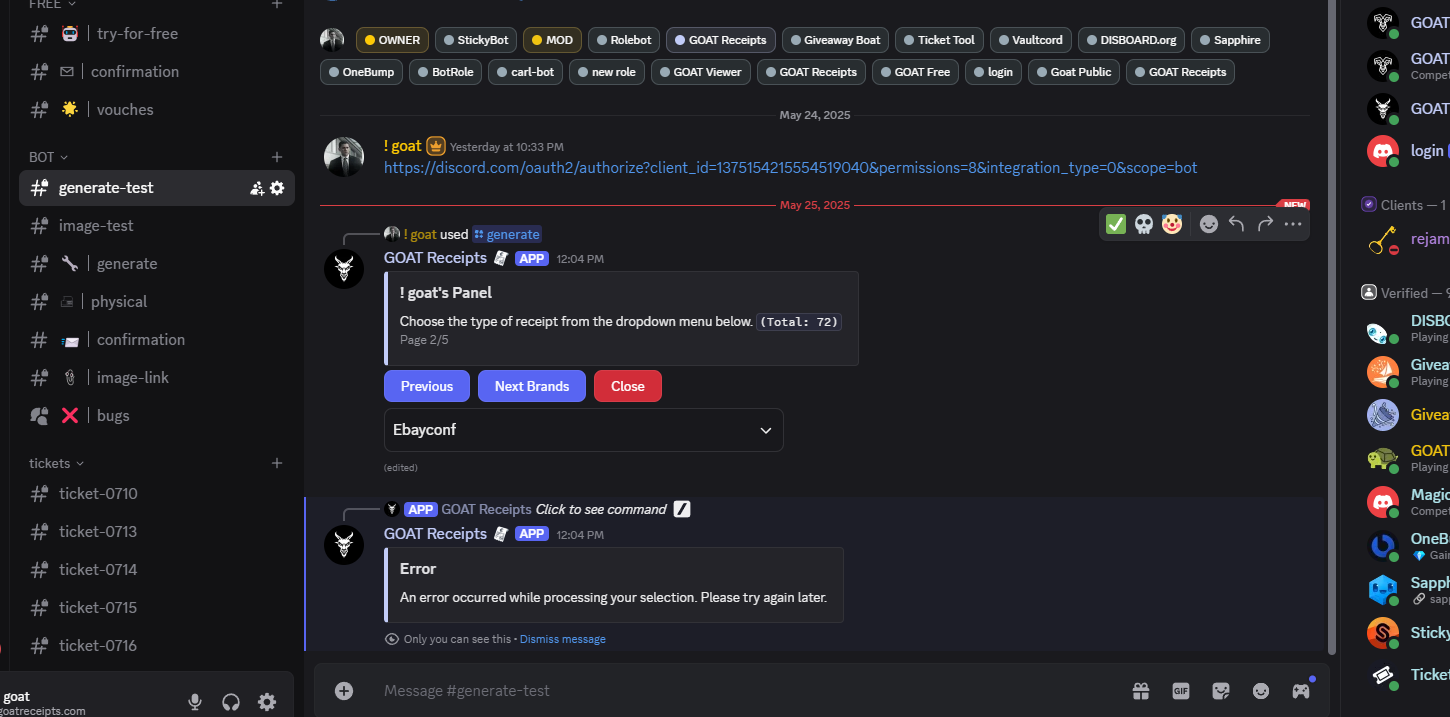 FREE
try-for-free
confirmation
vouches
BOT
generate-test
image-test
generate
physical
confirmation
image-link
bugs
tickets
ticket-0710
ticket-0713
ticket-0714
ticket-0715
ticket-0716
goat
goatreceipts.com
OWNER StickyBot MOD Rolebot GOAT Receipts Giveaway Boat Ticket Tool Vaultcord DISBOARD.org Sapphire
OneBump BotRole carl-bot new role GOAT Viewer GOAT Receipts GOAT Free login Goat Public GOAT Receipts
May 24, 2025
! goat Yesterday at 10:33 PM
https://discord.com/oauth2/authorize?client_id=1375154215554519040&permissions=8&integration_type=0&scope=bot
May 25, 2025
NEW
! goat used generate
GOAT Receipts APP 12:04 PM
! goat's Panel
Choose the type of receipt from the dropdown menu below. (Total: 72)
Page 2/5
Previous Next Brands Close
Ebayconf
(edited)
APP GOAT Receipts Click to see command
GOAT Receipts APP 12:04 PM
Error
An error occurred while processing your selection. Please try again later.
Only you can see this • Dismiss message
Message #generate-test
GIF
GOAT
GOAT
Compet
GOAT
login
Clients — 1
rejam
Verified — 9
DISBO
Playing
Givea
Playing
Givea
GOAT
Playing
Magic
Compet
OneBu
Gai
Sapph
sapp
Sticky
Ticket